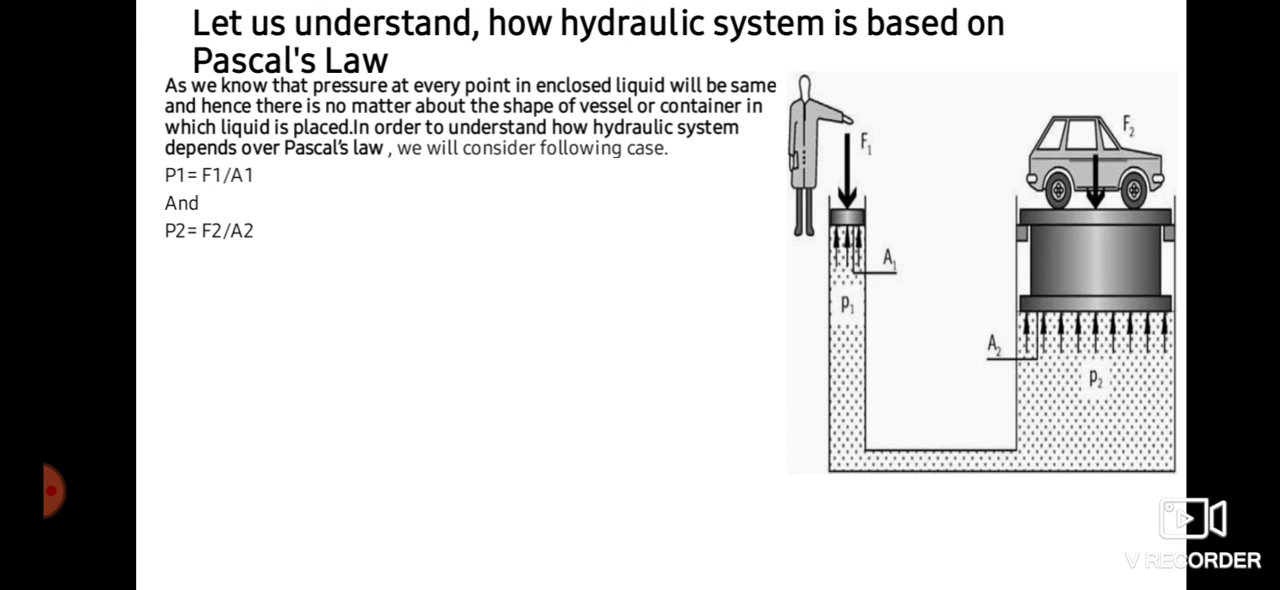 Let us understand, how hydraulic system is based on
Pascal's Law
As we know that pressure at every point in enclosed liquid will be same
and hence there is no matter about the shape of vessel or container in
which liquid is placed.In order to understand how hydraulic system
depends over Pascal's law , we will consider following case.
P1= F1/A1
And
P2= F2/A2
F₁
F₂
A₁
p₁
A₂
p₂
V RECORDER